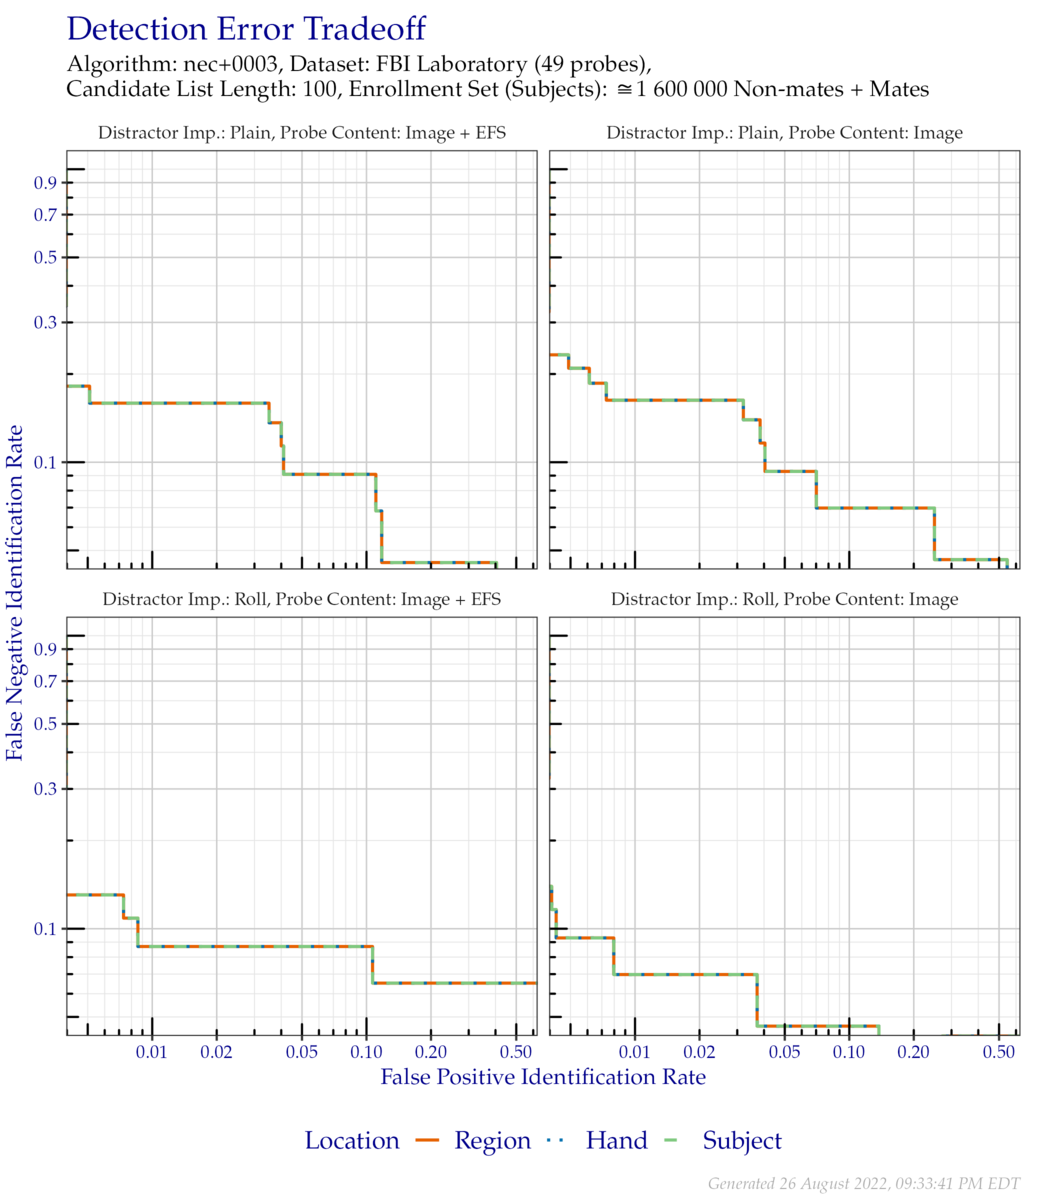 Detection Error Tradeoff
Algorithm: nec+0003, Dataset: FBI Laboratory (49 probes),
Candidate List Length: 100, Enrollment Set (Subjects): ≅1 600 000 Non-mates + Mates
Distractor Imp.: Plain, Probe Content: Image + EFS
Distractor Imp.: Plain, Probe Content: Image
0.9
0.7
0.5
0.3
0.1
Distractor Imp.: Roll, Probe Content: Image + EFS
Distractor Imp.: Roll, Probe Content: Image
0.9
0.7
0.5
0.3
0.1
False Negative Identification Rate
0.01 0.02 0.05 0.10 0.20 0.50
0.01 0.02 0.05 0.10 0.20 0.50
False Positive Identification Rate
Location Region Hand Subject
Generated 26 August 2022, 09:33:41 PM EDT